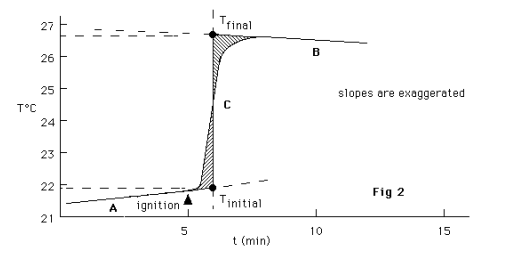 27
T final
26
B
25
slopes are exaggerated
T°C
C
24
23
22
Fig 2
T initial
ignition
A
21
5
10
15
t (min)